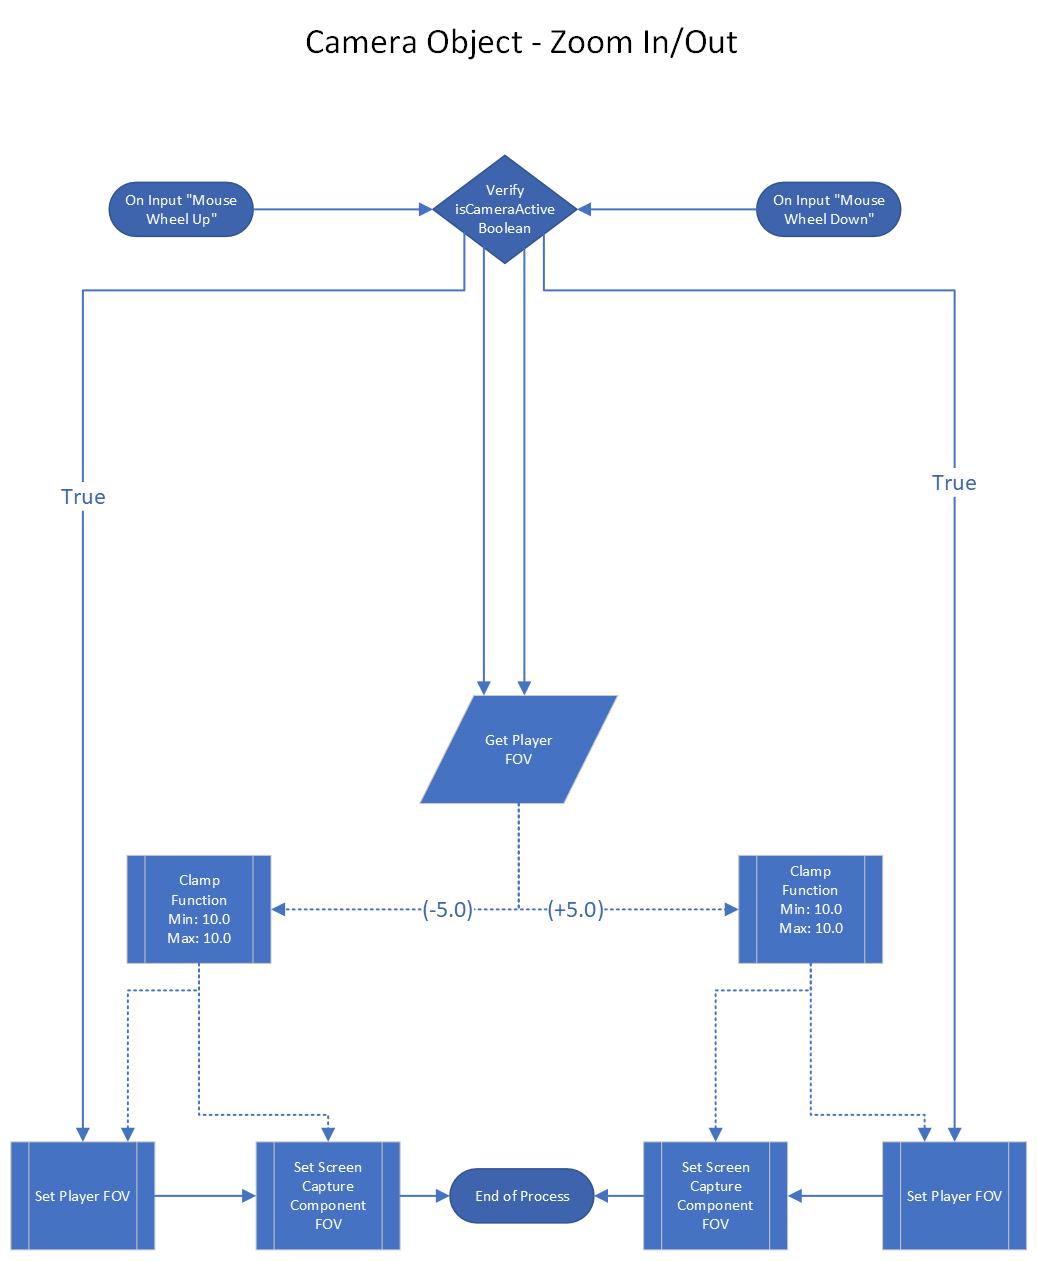 Camera Object - Zoom In/Out
On Input "Mouse
Wheel Up"
Verify
isCameraActive
Boolean
On Input "Mouse
Wheel Down"
True
True
Get Player
FOV
Clamp
Function
Min: 10.0
Max: 10.0
(-5.0)
(+5.0)
Clamp
Function
Min: 10.0
Max: 10.0
Set Player FOV
Set Screen
Capture
Component
FOV
End of Process
Set Screen
Capture
Component
FOV
Set Player FOV